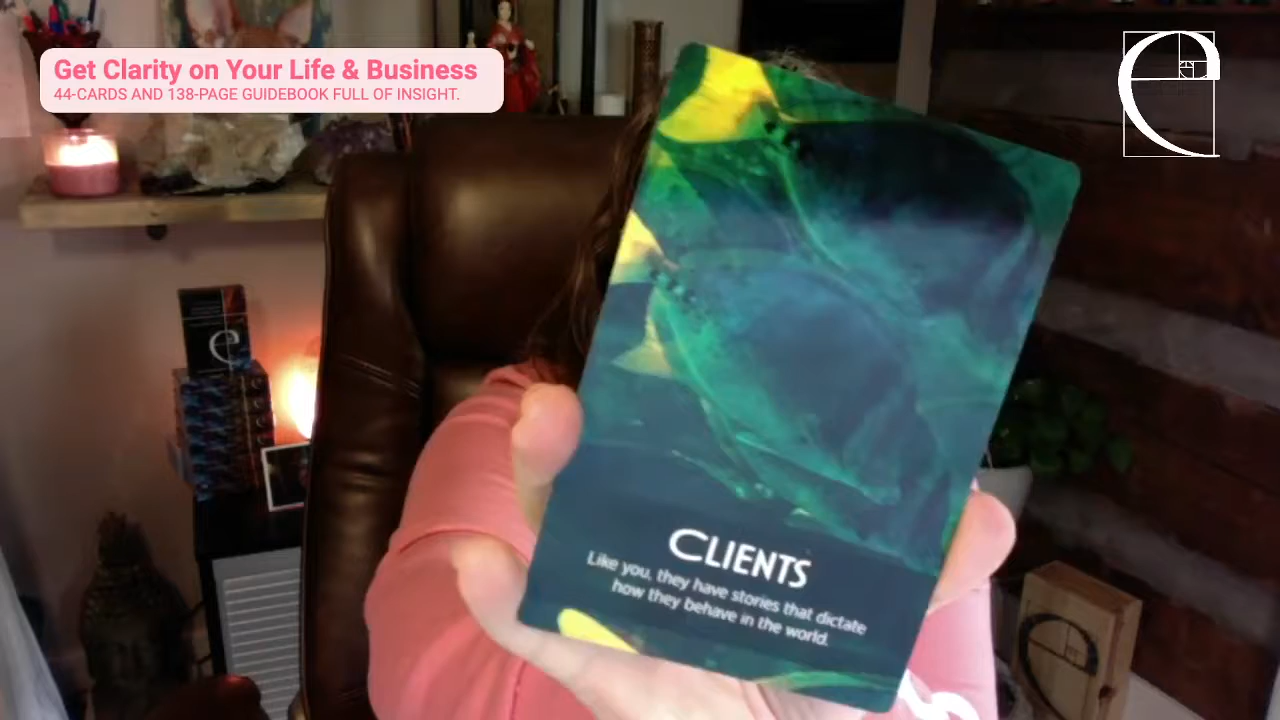 Get Clarity on Your Life & Business
44-CARDS AND 138-PAGE GUIDEBOOK FULL OF INSIGHT.
CLIENTS
Like you, they have stories that dictate
how they behave in the world.